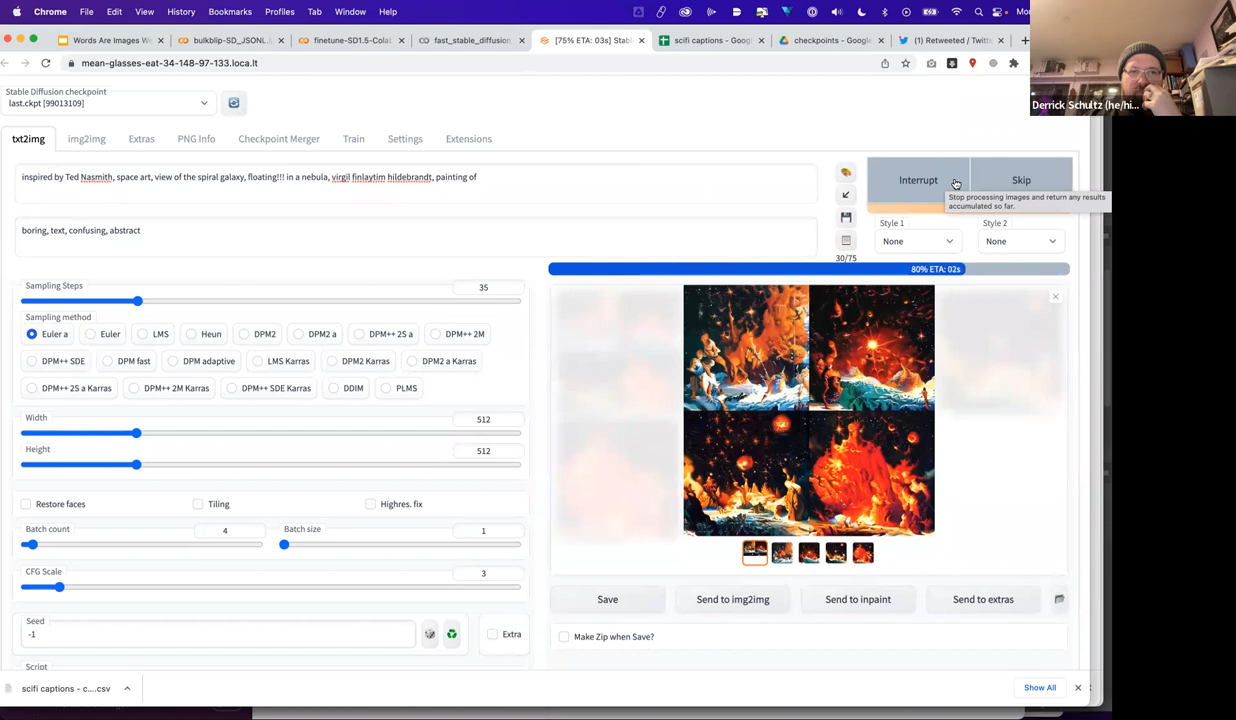 Chrome File Edit View History Bookmarks Profiles Tab Window Help
Words Are Images W
bulkblip-SD_JSONL.i
finetune-SD1.5-Colab
fast_stable_diffusion_
[75% ETA: 03s] Stabl
scifi captions - Goog
checkpoints - Google
(1) Retweeted / Twitte
mean-glasses-eat-34-148-97-133.loca.lt
Derrick Schultz (he/hi...
Stable Diffusion checkpoint
last.ckpt [99013109]
txt2img img2img Extras PNG Info Checkpoint Merger Train Settings Extensions
inspired by Ted Nasmith, space art, view of the spiral galaxy, floating!!! in a nebula, virgil finlaytim hildebrandt, painting of
boring, text, confusing, abstract
Interrupt Skip
Stop processing images and return any results
accumulated so far.
Style 1 Style 2
None None
30/75
80% ETA: 02s
Sampling Steps 35
Sampling method
Euler a Euler LMS Heun DPM2 DPM2 a DPM++ 2S a DPM++ 2M
DPM++ SDE DPM fast DPM adaptive LMS Karras DPM2 Karras DPM2 a Karras
DPM++ 2S a Karras DPM++ 2M Karras DPM++ SDE Karras DDIM PLMS
Width 512
Height 512
Restore faces Tiling Highres. fix
Batch count 4 Batch size 1
CFG Scale 3
Seed
-1
Extra
Script
Save Send to img2img Send to inpaint Send to extras
Make Zip when Save?
scifi captions - c....csv
Show All